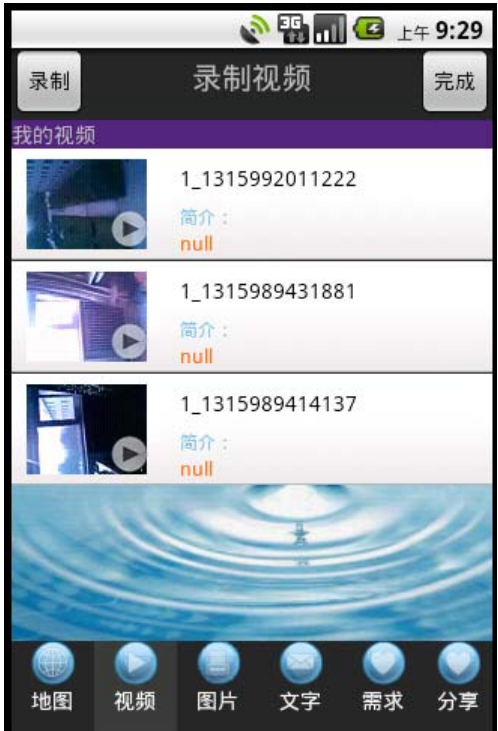 3G
上午 9:29
录制
录制视频
完成
我的视频
1_1315992011222
简介：
null
1_1315989431881
简介：
null
1_1315989414137
简介：
null
地图
视频
图片
文字
需求
分享